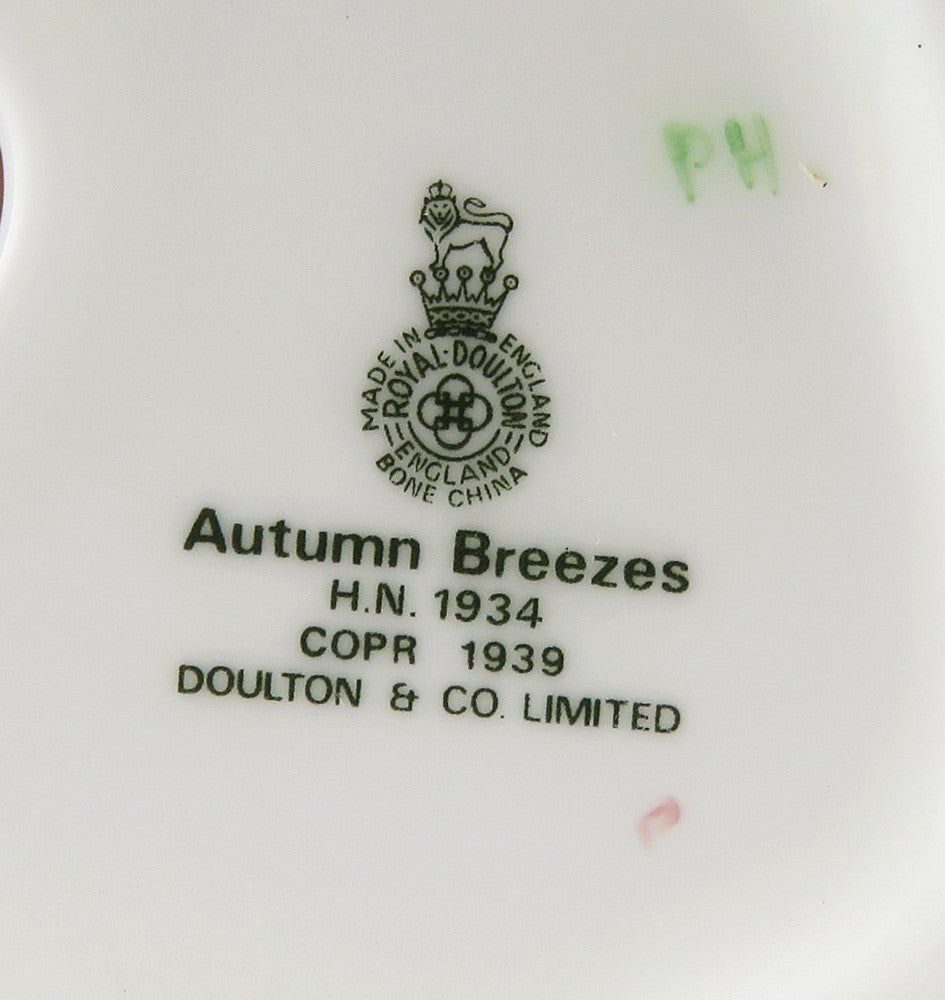 PH
MADE IN ENGLAND
ROYAL·DOULTON
ENGLAND
BONE CHINA
Autumn Breezes
H.N. 1934
COPR 1939
DOULTON & CO. LIMITED